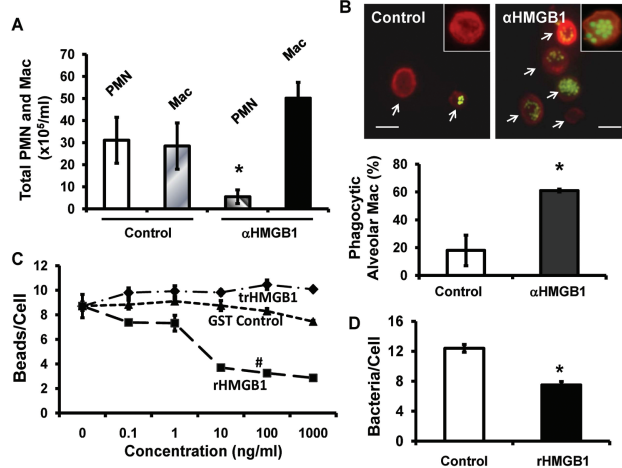 A
Total PMN and Mac
(x10⁵/ml)
70
60
50
40
30
20
10
0
PMN
Mac
PMN
Mac
*
Control
αHMGB1
B
Control
αHMGB1
Phagocytic
Alveolar Mac (%)
80
60
40
20
0
*
Control
αHMGB1
C
Beads/Cell
12
10
8
6
4
2
0
trHMGB1
GST Control
#
rHMGB1
0
0.1
1
10
100
1000
Concentration (ng/ml)
D
Bacteria/Cell
16
12
8
4
0
*
Control
rHMGB1